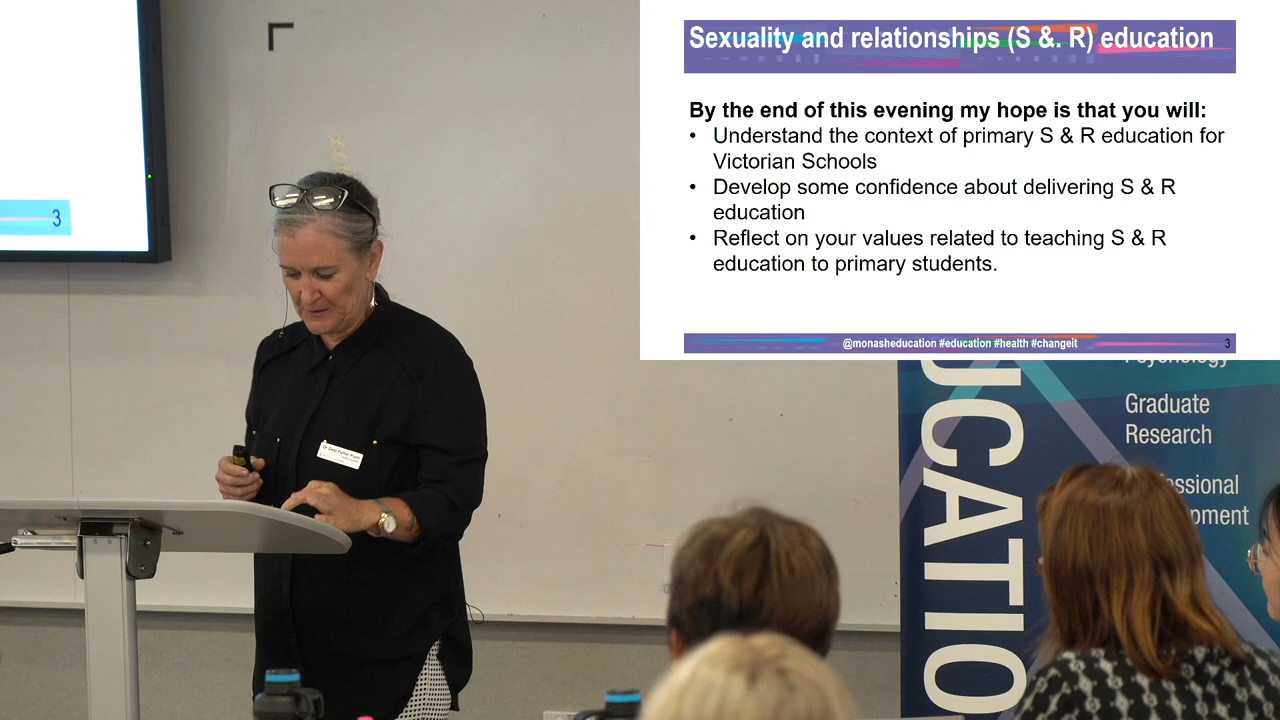 3
Sexuality and relationships (S &. R) education
By the end of this evening my hope is that you will:
• Understand the context of primary S & R education for
Victorian Schools
• Develop some confidence about delivering S & R
education
• Reflect on your values related to teaching S & R
education to primary students.
@monasheducation #education #health #changeit
3
Psychology
Graduate
Research
UCATIO